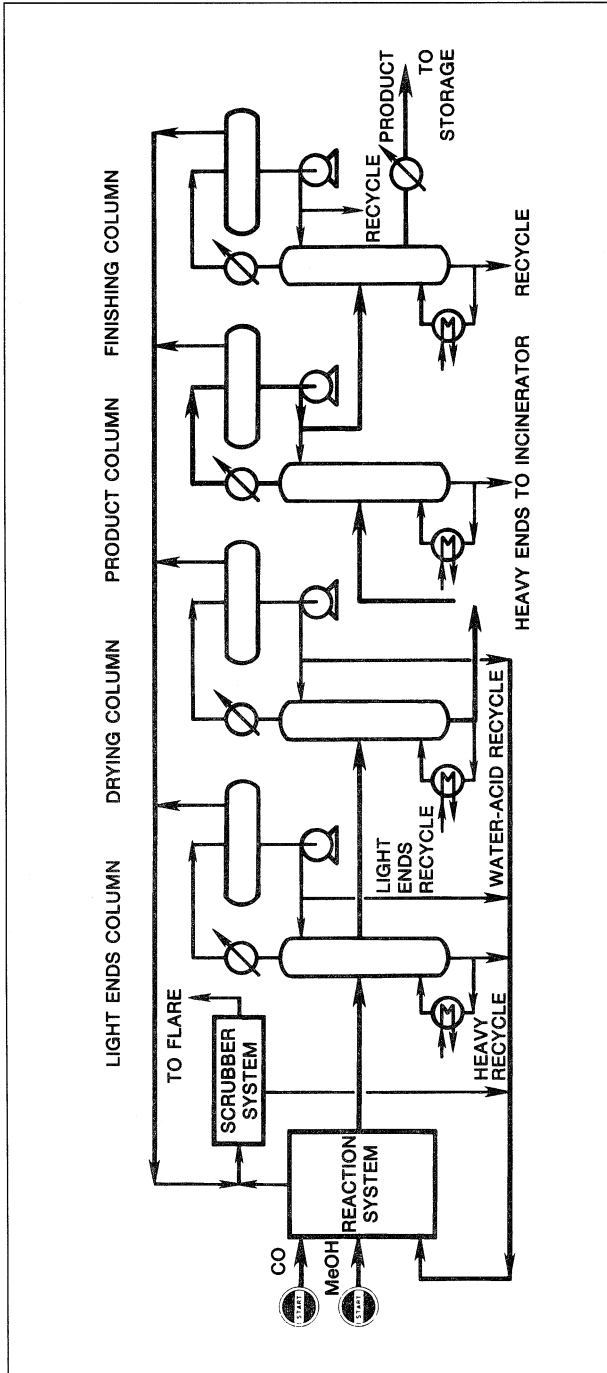 LIGHT ENDS COLUMN
DRYING COLUMN
PRODUCT COLUMN
FINISHING COLUMN
TO FLARE
SCRUBBER
SYSTEM
CO
START
MeOH
START
REACTION
SYSTEM
HEAVY
RECYCLE
LIGHT
ENDS
RECYCLE
WATER-ACID RECYCLE
HEAVY ENDS TO INCINERATOR
RECYCLE
RECYCLE
PRODUCT
TO
STORAGE